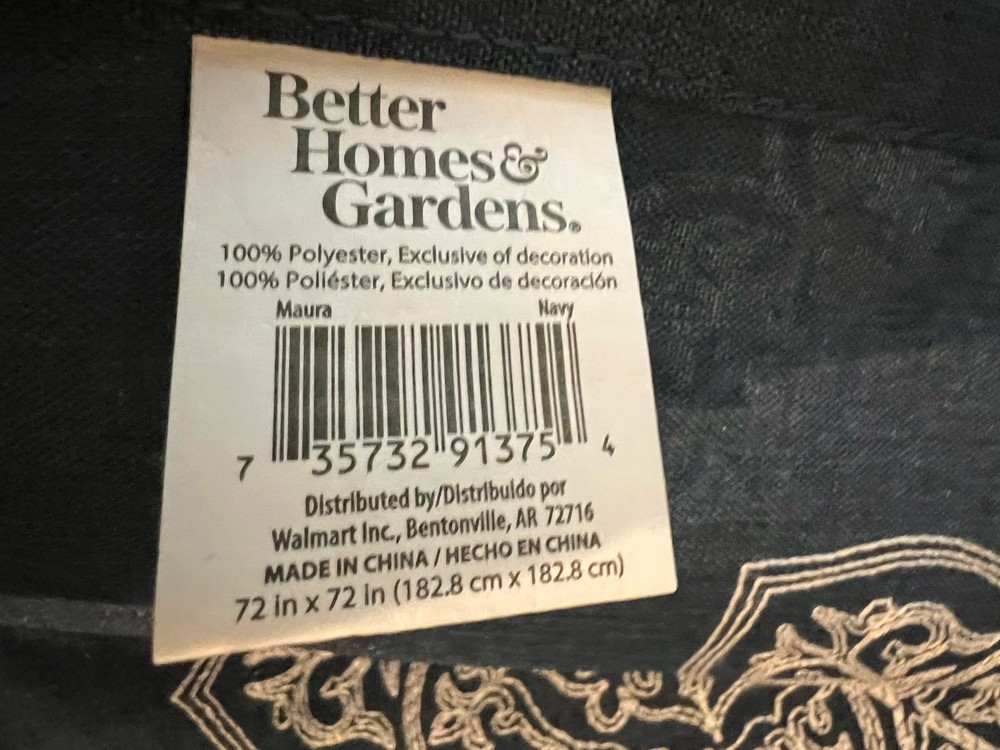 Better
Homes&
Gardens®
100% Polyester, Exclusive of decoration
100% Poliéster, Exclusivo de decoración
Maura Navy
7 35732 91375 4
Distributed by/Distribuido por
Walmart Inc., Bentonville, AR 72716
MADE IN CHINA / HECHO EN CHINA
72 in x 72 in (182.8 cm x 182.8 cm)